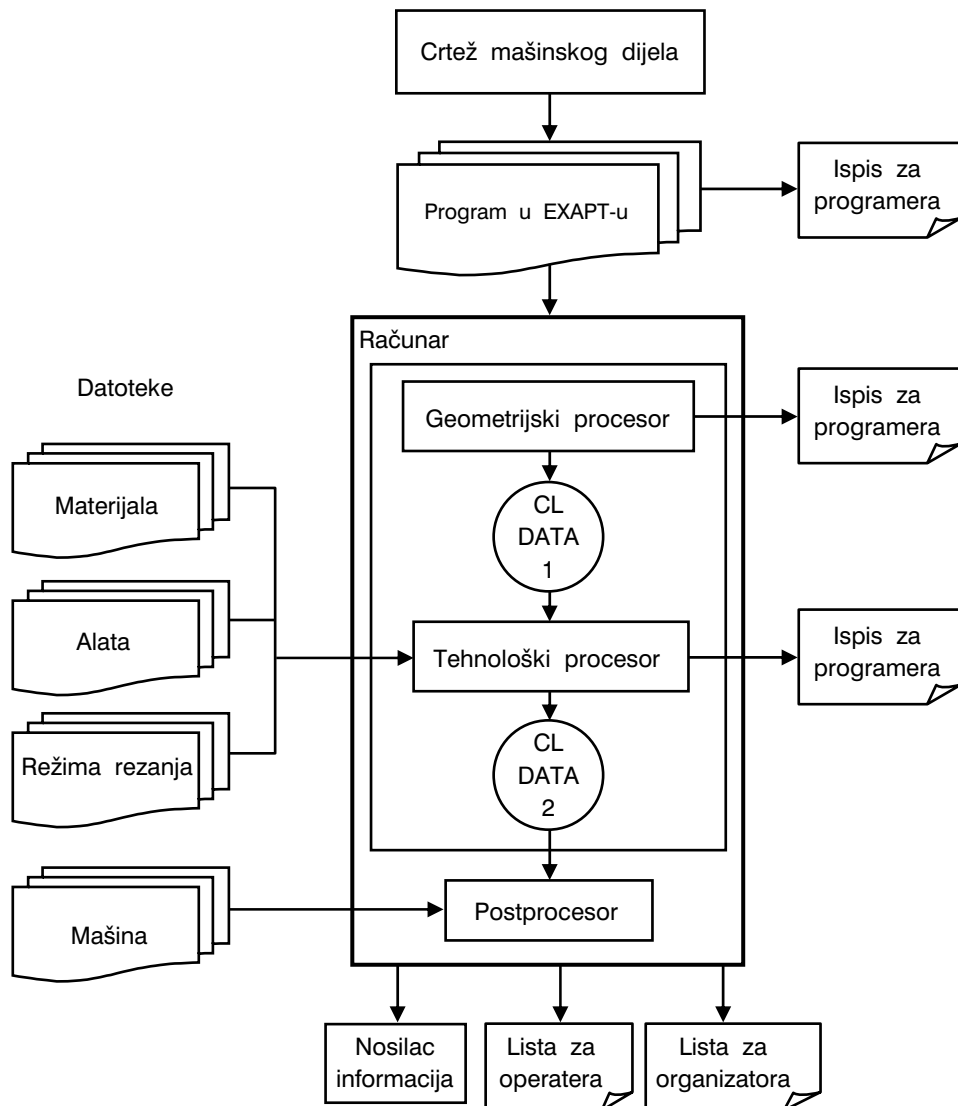 Crtež mašinskog dijela
Program u EXAPT-u
Ispis za
programera
Računar
Datoteke
Geometrijski procesor
Ispis za
programera
Materijala
CL
DATA
1
Alata
Tehnološki procesor
Ispis za
programera
Režima rezanja
CL
DATA
2
Mašina
Postprocesor
Nosilac
informacija
Lista za
operatera
Lista za
organizatora